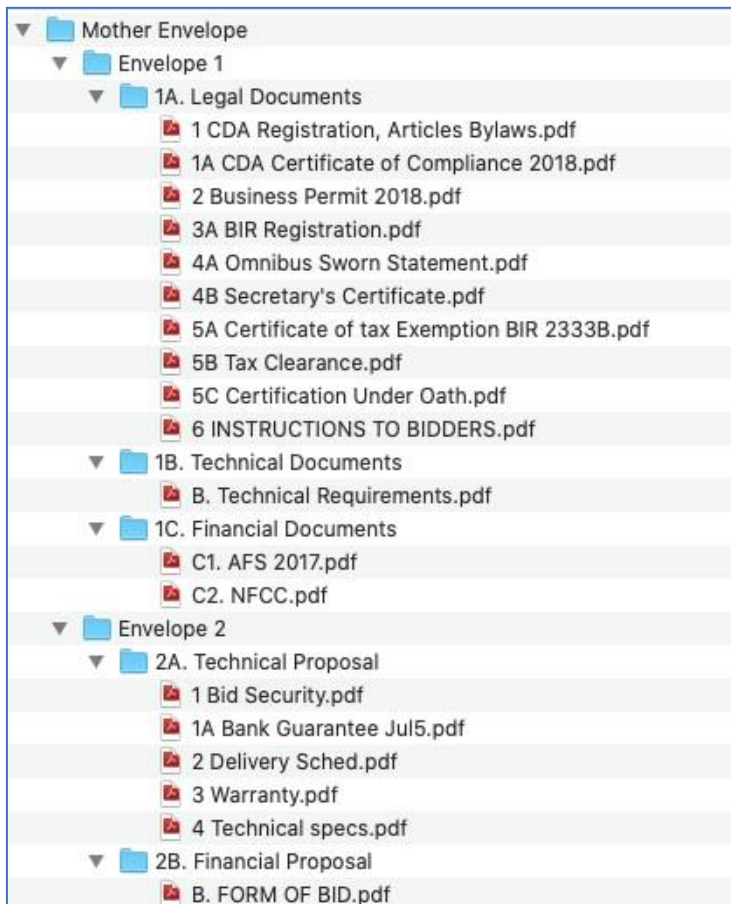 Mother Envelope
Envelope 1
1A. Legal Documents
1 CDA Registration, Articles Bylaws.pdf
1A CDA Certificate of Compliance 2018.pdf
2 Business Permit 2018.pdf
3A BIR Registration.pdf
4A Omnibus Sworn Statement.pdf
4B Secretary's Certificate.pdf
5A Certificate of tax Exemption BIR 2333B.pdf
5B Tax Clearance.pdf
5C Certification Under Oath.pdf
6 INSTRUCTIONS TO BIDDERS.pdf
1B. Technical Documents
B. Technical Requirements.pdf
1C. Financial Documents
C1. AFS 2017.pdf
C2. NFCC.pdf
Envelope 2
2A. Technical Proposal
1 Bid Security.pdf
1A Bank Guarantee Jul5.pdf
2 Delivery Sched.pdf
3 Warranty.pdf
4 Technical specs.pdf
2B. Financial Proposal
B. FORM OF BID.pdf